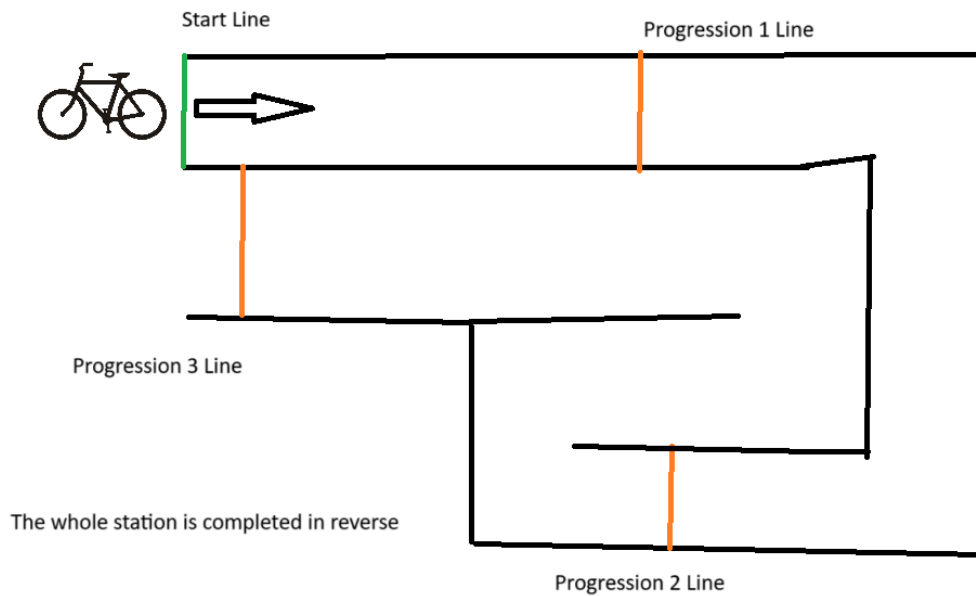 Start Line
Progression 1 Line
Progression 3 Line
The whole station is completed in reverse
Progression 2 Line